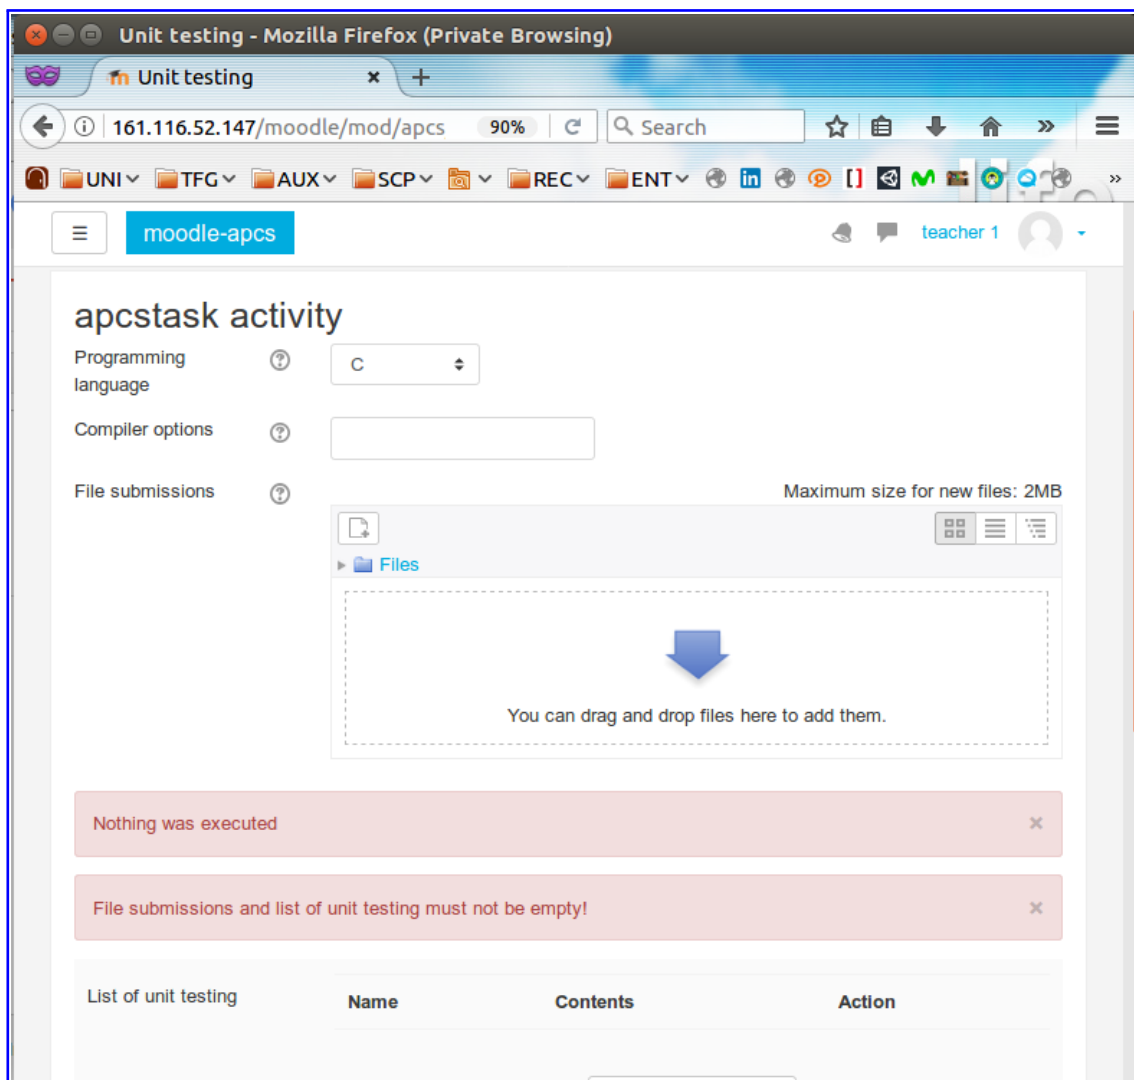 Unit testing - Mozilla Firefox (Private Browsing)
Unit testing
161.116.52.147/moodle/mod/apcs 90% Search
UNI TFG AUX SCP REC ENT in []
moodle-apcs teacher 1
apcstask activity
Programming language C
Compiler options
File submissions Maximum size for new files: 2MB
Files
You can drag and drop files here to add them.
Nothing was executed
File submissions and list of unit testing must not be empty!
List of unit testing Name Contents Action